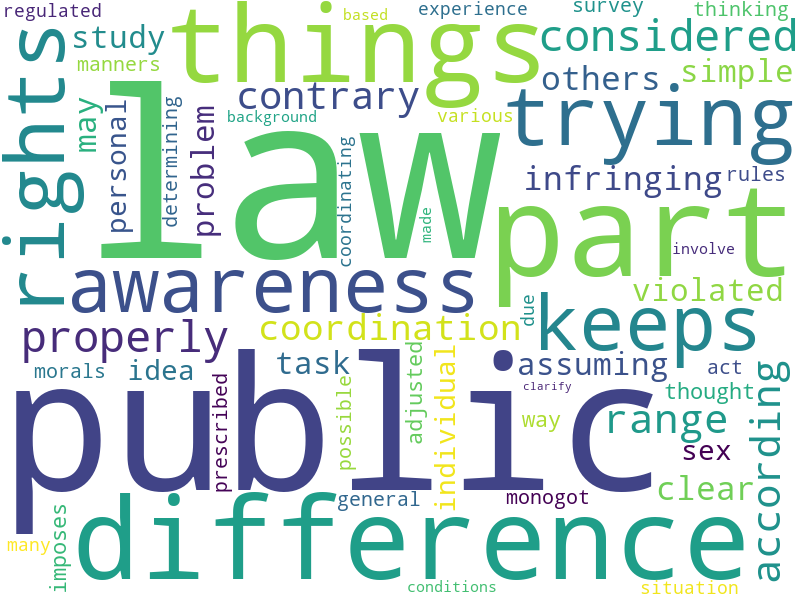 regulated
based
experience
survey
thinking
things
study
considered
manners
others
simple
rights
may
personal
determining
problem
contrary
background
various
trying
law
coordinating
made
infringing
rules
part
involve
awareness
violated
due
keeps
properly
coordination
morals
idea
task
assuming
act
adjusted
individual
clarify
thought
prescribed
possible
way
range
according
public
sex
clear
general
monogot
many
imposes
difference
conditions
situation